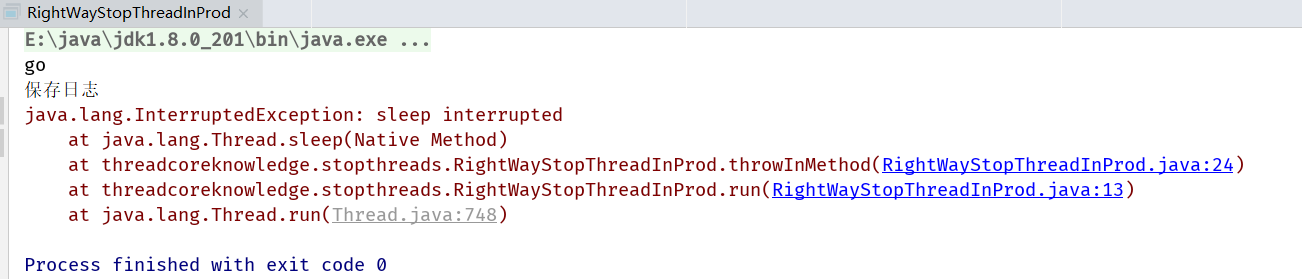 RightWayStopThreadInProd ×
E:\java\jdk1.8.0_201\bin\java.exe ...
go
保存日志
java.lang.InterruptedException: sleep interrupted
    at java.lang.Thread.sleep(Native Method)
    at threadcoreknowledge.stopthreads.RightWayStopThreadInProd.throwInMethod(RightWayStopThreadInProd.java:24)
    at threadcoreknowledge.stopthreads.RightWayStopThreadInProd.run(RightWayStopThreadInProd.java:13)
    at java.lang.Thread.run(Thread.java:748)
Process finished with exit code 0